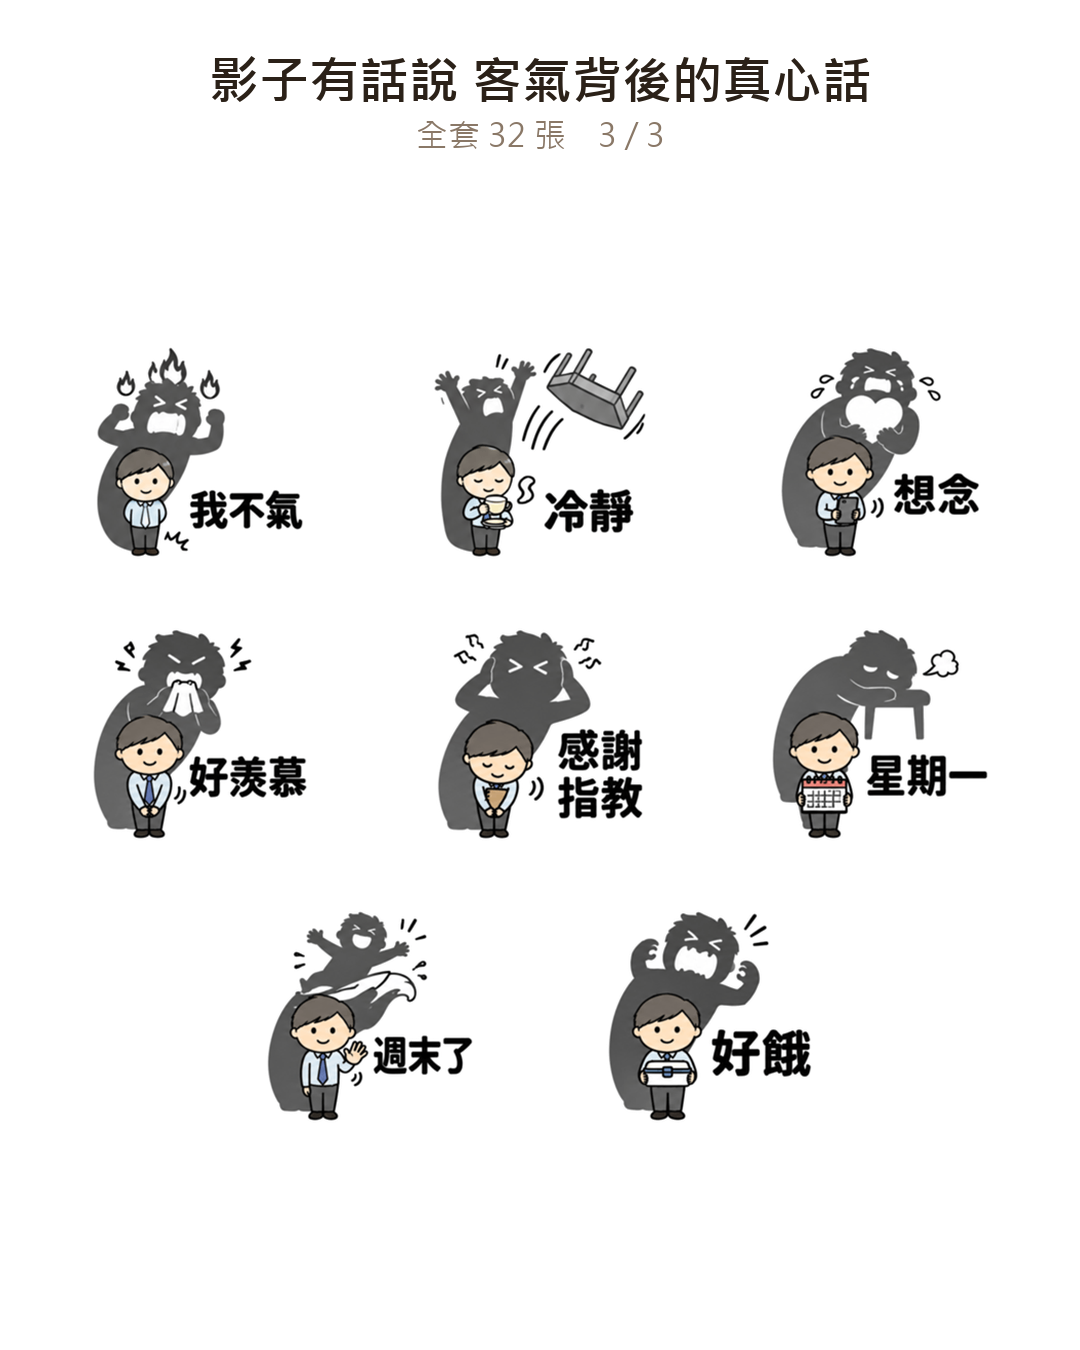 影子有話說 客氣背後的真心話
全套 32 張　3 / 3
我不氣
冷靜
想念
好羨慕
感謝
指教
星期一
週末了
好餓